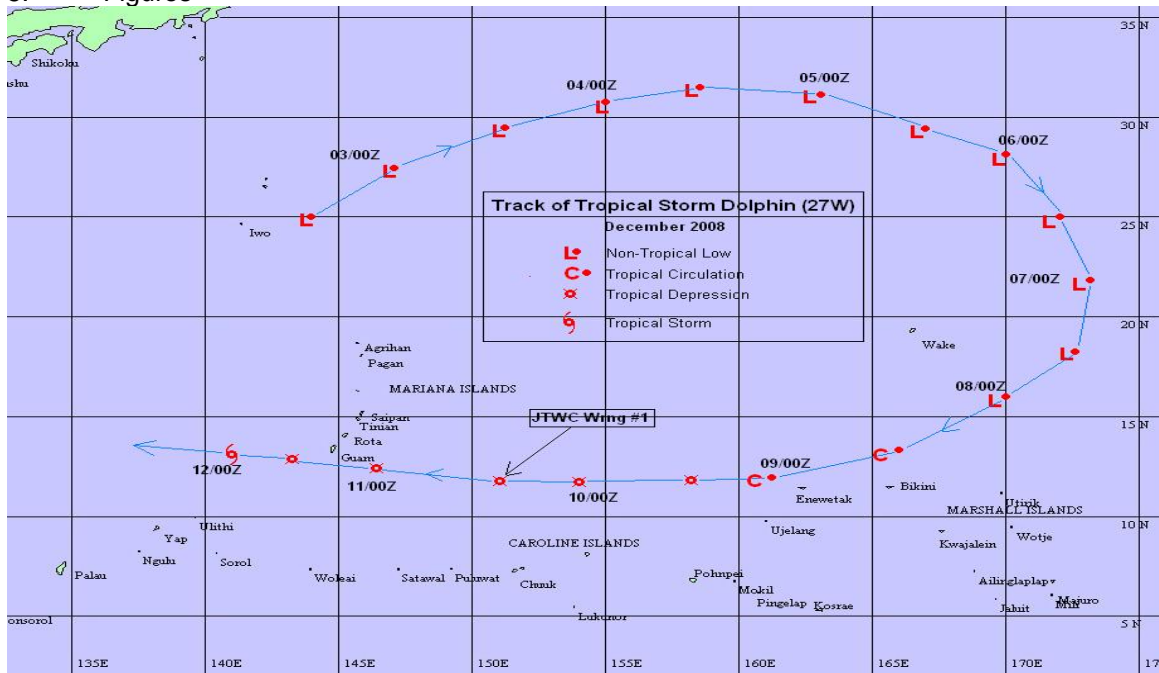 Figures
35 N
Shikoku
04/00Z
05/00Z
30 N
03/00Z
06/00Z
Iwo
25 N
Track of Tropical Storm Dolphin (27W)
December 2008
L Non-Tropical Low
C Tropical Circulation
Tropical Depression
Tropical Storm
07/00Z
20 N
Wake
Agrihan
Pagan
MARIANA ISLANDS
08/00Z
15 N
Saipan
Tinian
Rota
Guam
JTWC Wrng #1
12/00Z
11/00Z
10/00Z
09/00Z
Enewetak
Bikini
Utirik
MARSHALL ISLANDS
10 N
Ulithi
Yap
Ngulu
Sorol
Palau
Woleai
Satawal
Puluwat
CAROLINE ISLANDS
Chuuk
Lukunor
Ujelang
Pohnpei
Mokil
Pingelap
Kosrae
Kwajalein
Wotje
Ailinglaplap
Jaluit
Majuro
Mili
onsorol
5 N
135E
140E
145E
150E
155E
160E
165E
170E